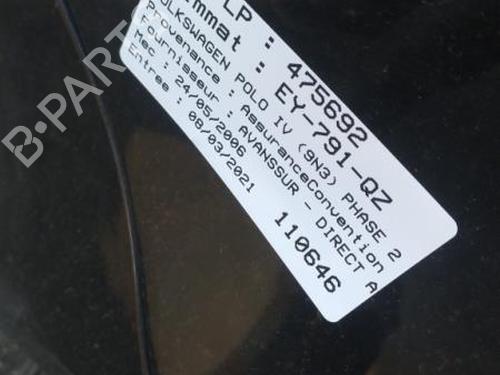 LP : 475692
mmat : EY-791-QZ
OLKSWAGEN POLO IV (9N3) PHASE 2
Provenance : AssuranceConvention
Fournisseur : AVANSSUR - DIRECT A
Mec : 24/05/2006
Entree : 08/03/2021
110646
B-PARTS